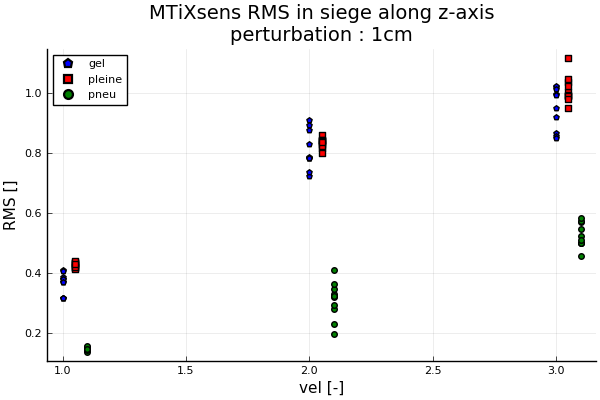 MTiXsens RMS in siege along z-axis
perturbation : 1cm
gel
pleine
pneu
RMS []
1.0
0.8
0.6
0.4
0.2
1.0
1.5
2.0
2.5
3.0
vel [-]